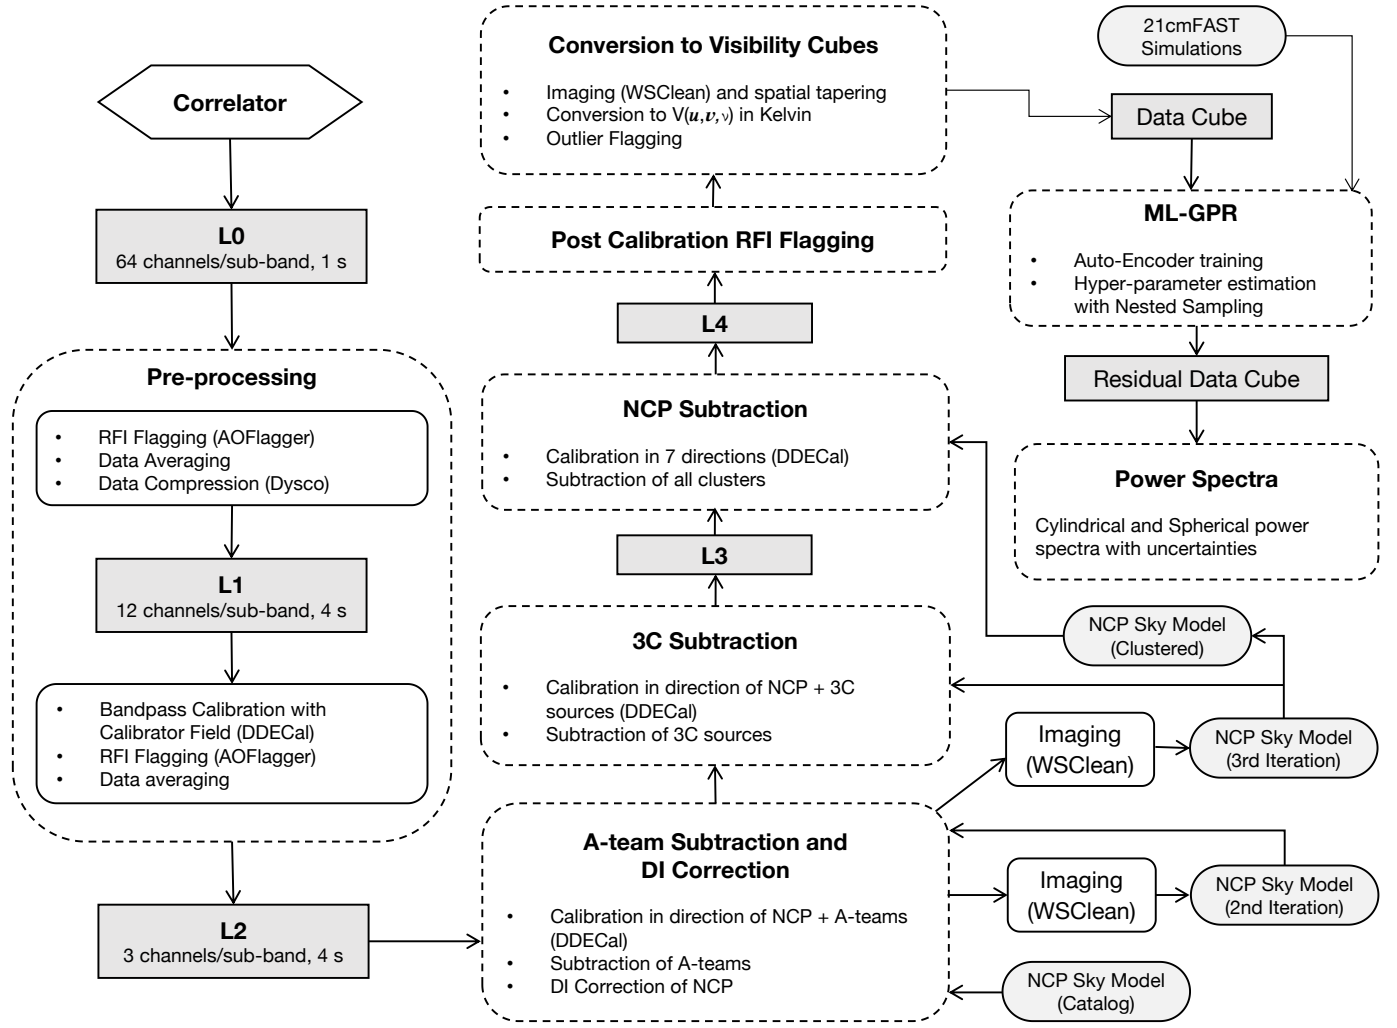 Correlator
L0
64 channels/sub-band, 1 s
Pre-processing
• RFI Flagging (AOFlagger)
• Data Averaging
• Data Compression (Dysco)
L1
12 channels/sub-band, 4 s
• Bandpass Calibration with
Calibrator Field (DDECal)
• RFI Flagging (AOFlagger)
• Data averaging
L2
3 channels/sub-band, 4 s
Conversion to Visibility Cubes
• Imaging (WSClean) and spatial tapering
• Conversion to V(u,v,ν) in Kelvin
• Outlier Flagging
Post Calibration RFI Flagging
L4
NCP Subtraction
• Calibration in 7 directions (DDECal)
• Subtraction of all clusters
L3
3C Subtraction
• Calibration in direction of NCP + 3C
sources (DDECal)
• Subtraction of 3C sources
A-team Subtraction and
DI Correction
• Calibration in direction of NCP + A-teams
(DDECal)
• Subtraction of A-teams
• DI Correction of NCP
21cmFAST
Simulations
Data Cube
ML-GPR
• Auto-Encoder training
• Hyper-parameter estimation
with Nested Sampling
Residual Data Cube
Power Spectra
Cylindrical and Spherical power
spectra with uncertainties
NCP Sky Model
(Clustered)
Imaging
(WSClean)
NCP Sky Model
(3rd Iteration)
Imaging
(WSClean)
NCP Sky Model
(2nd Iteration)
NCP Sky Model
(Catalog)